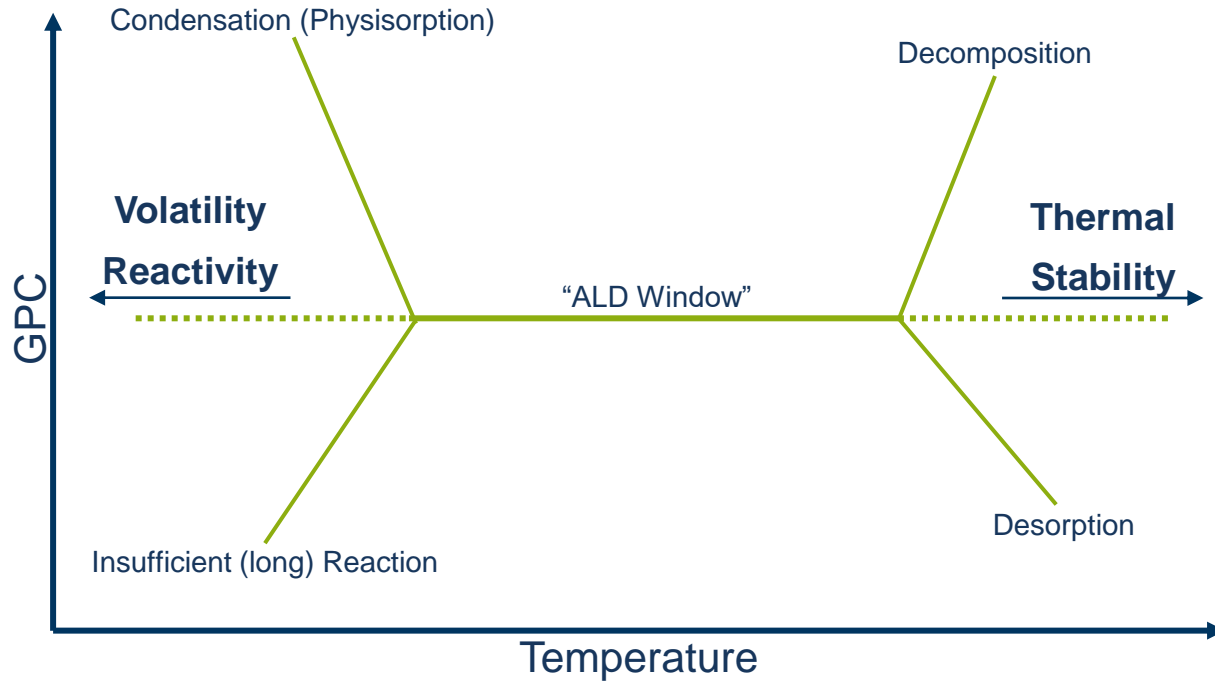 Condensation (Physisorption)
Decomposition
Volatility
Reactivity
Thermal
Stability
“ALD Window”
GPC
Insufficient (long) Reaction
Desorption
Temperature